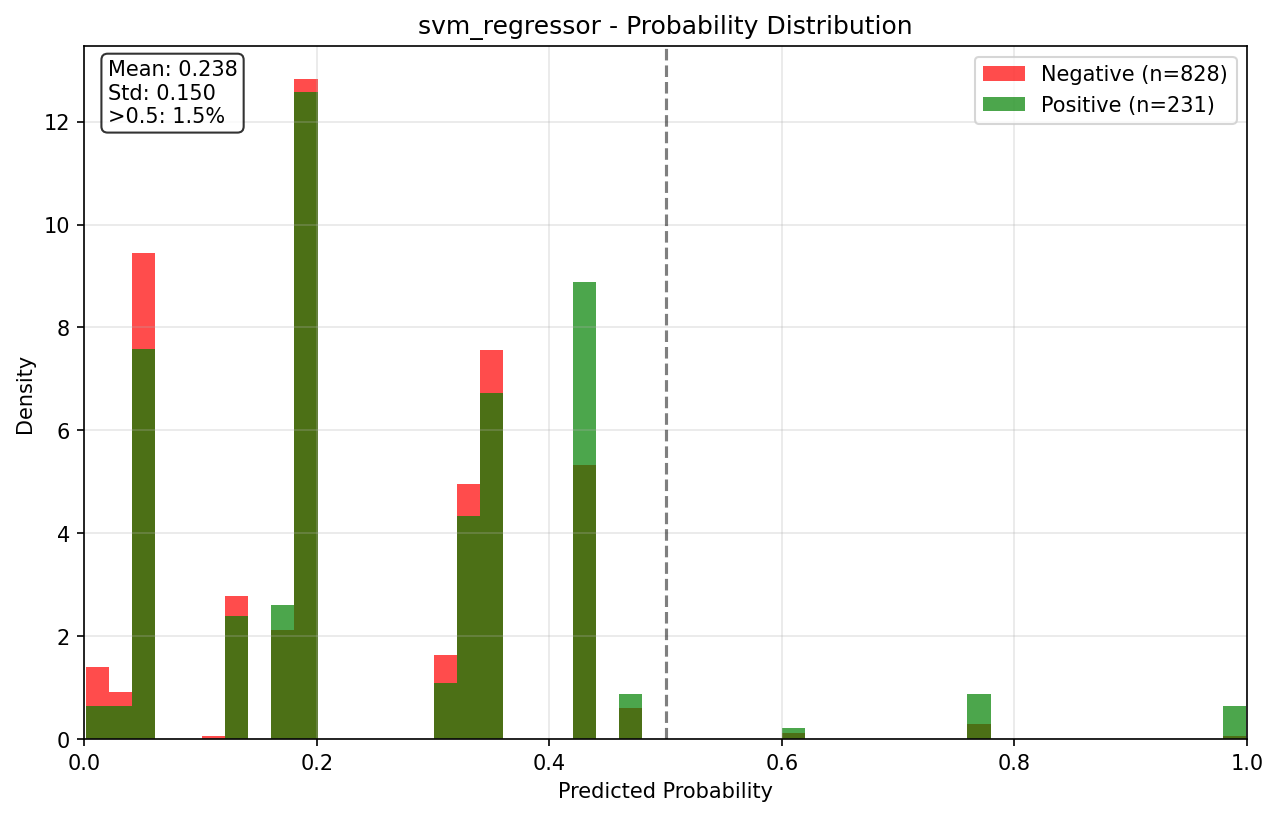 svm_regressor - Probability Distribution
Mean: 0.238
Std: 0.150
>0.5: 1.5%
Negative (n=828)
Positive (n=231)
Density
12
10
8
6
4
2
0
0.0 0.2 0.4 0.6 0.8 1.0
Predicted Probability